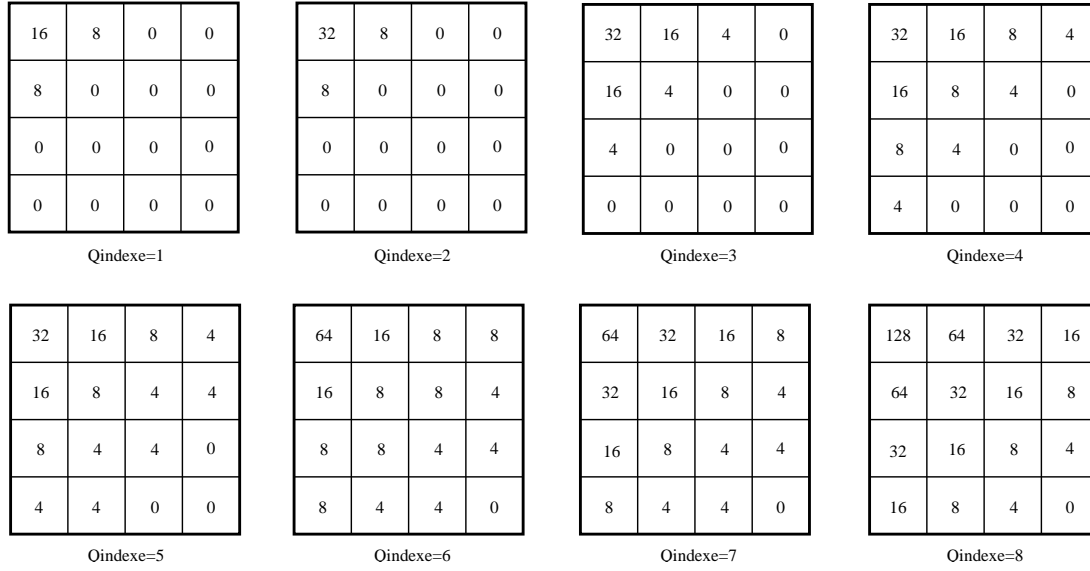 16 8 0 0
8 0 0 0
0 0 0 0
0 0 0 0
Qindexe=1
32 8 0 0
8 0 0 0
0 0 0 0
0 0 0 0
Qindexe=2
32 16 4 0
16 4 0 0
4 0 0 0
0 0 0 0
Qindexe=3
32 16 8 4
16 8 4 0
8 4 0 0
4 0 0 0
Qindexe=4
32 16 8 4
16 8 4 4
8 4 4 0
4 4 0 0
Qindexe=5
64 16 8 8
16 8 8 4
8 8 4 4
8 4 4 0
Qindexe=6
64 32 16 8
32 16 8 4
16 8 4 4
8 4 4 0
Qindexe=7
128 64 32 16
64 32 16 8
32 16 8 4
16 8 4 0
Qindexe=8